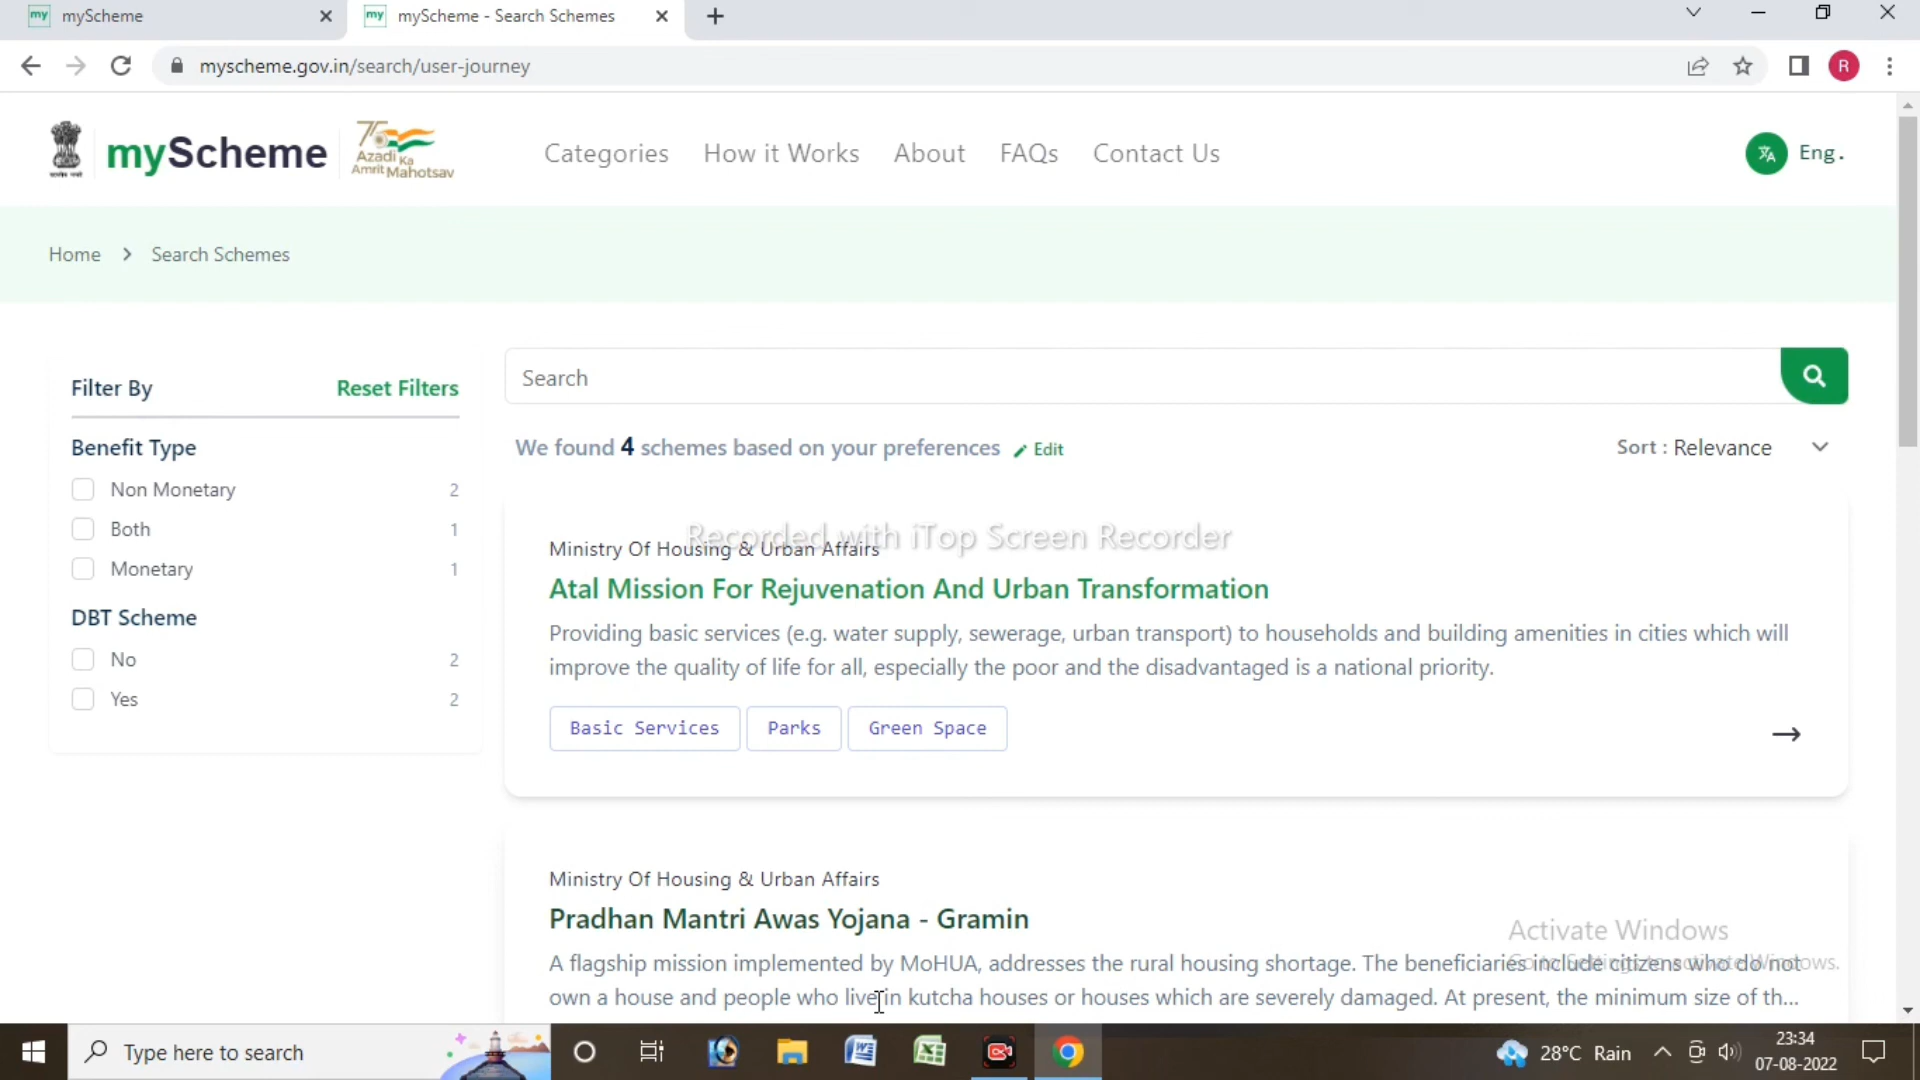 myScheme
myScheme - Search Schemes
myscheme.gov.in/search/user-journey
R
myScheme
Azadi Ka
Amrit Mahotsav
Categories
How it Works
About
FAQs
Contact Us
Eng.
Home > Search Schemes
Filter By
Reset Filters
Benefit Type
Non Monetary 2
Both 1
Monetary 1
DBT Scheme
No 2
Yes 2
Search
We found 4 schemes based on your preferences Edit
Sort : Relevance
Recorded with iTop Screen Recorder
Ministry Of Housing & Urban Affairs
Atal Mission For Rejuvenation And Urban Transformation
Providing basic services (e.g. water supply, sewerage, urban transport) to households and building amenities in cities which will
improve the quality of life for all, especially the poor and the disadvantaged is a national priority.
Basic Services
Parks
Green Space
Ministry Of Housing & Urban Affairs
Pradhan Mantri Awas Yojana - Gramin
A flagship mission implemented by MoHUA, addresses the rural housing shortage. The beneficiaries include citizens who do not
own a house and people who live in kutcha houses or houses which are severely damaged. At present, the minimum size of th...
Activate Windows
Go to Settings to activate Windows.
Type here to search
28°C Rain
23:34
07-08-2022